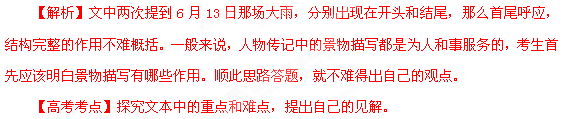 【解析】文中两次提到 6 月 13 日那场大雨，分别出现在开头和结尾，那么首尾呼应，
结构完整的作用不难概括。一般来说，人物传记中的景物描写都是为人和事服务的，考生首
先应该明白景物描写有哪些作用。顺此思路答题，就不难得出自己的观点。
【高考考点】探究文本中的重点和难点，提出自己的见解。